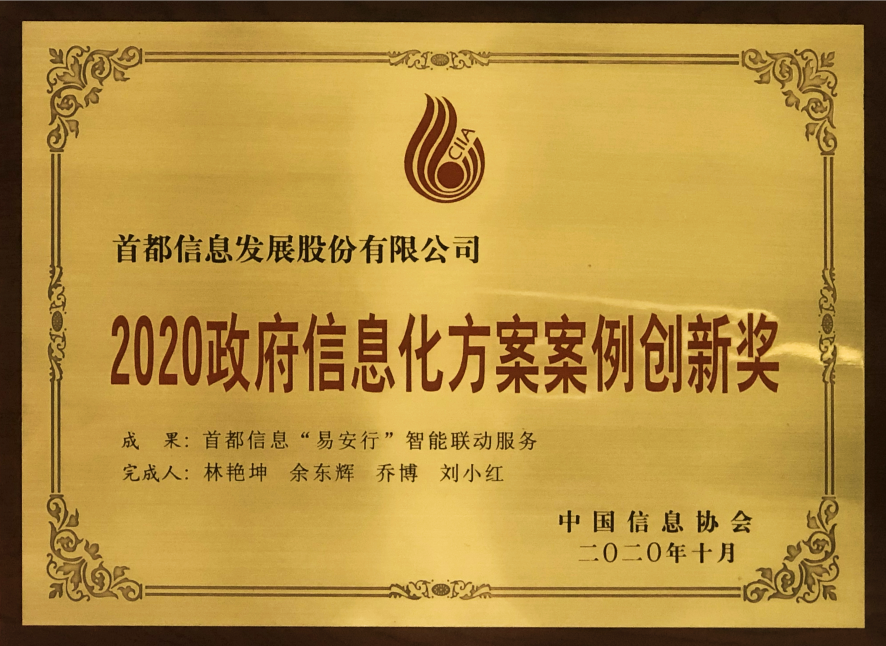 CIIA
首都信息发展股份有限公司
2020政府信息化方案案例创新奖
成　果：首都信息“易安行”智能联动服务
完成人：林艳坤　余东辉　乔博　刘小红
中国信息协会
二〇二〇年十月